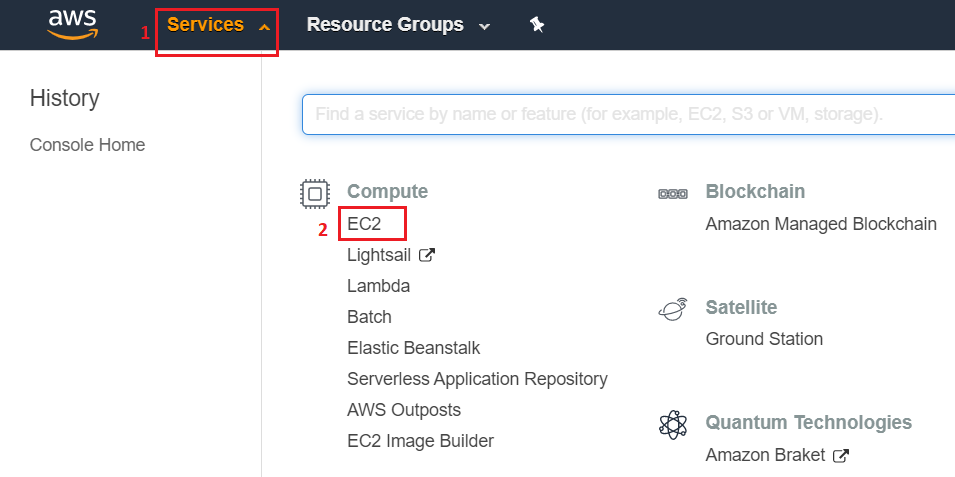 aws
1 Services
Resource Groups
History
Console Home
Find a service by name or feature (for example, EC2, S3 or VM, storage).
Compute
2 EC2
Lightsail
Lambda
Batch
Elastic Beanstalk
Serverless Application Repository
AWS Outposts
EC2 Image Builder
Blockchain
Amazon Managed Blockchain
Satellite
Ground Station
Quantum Technologies
Amazon Braket